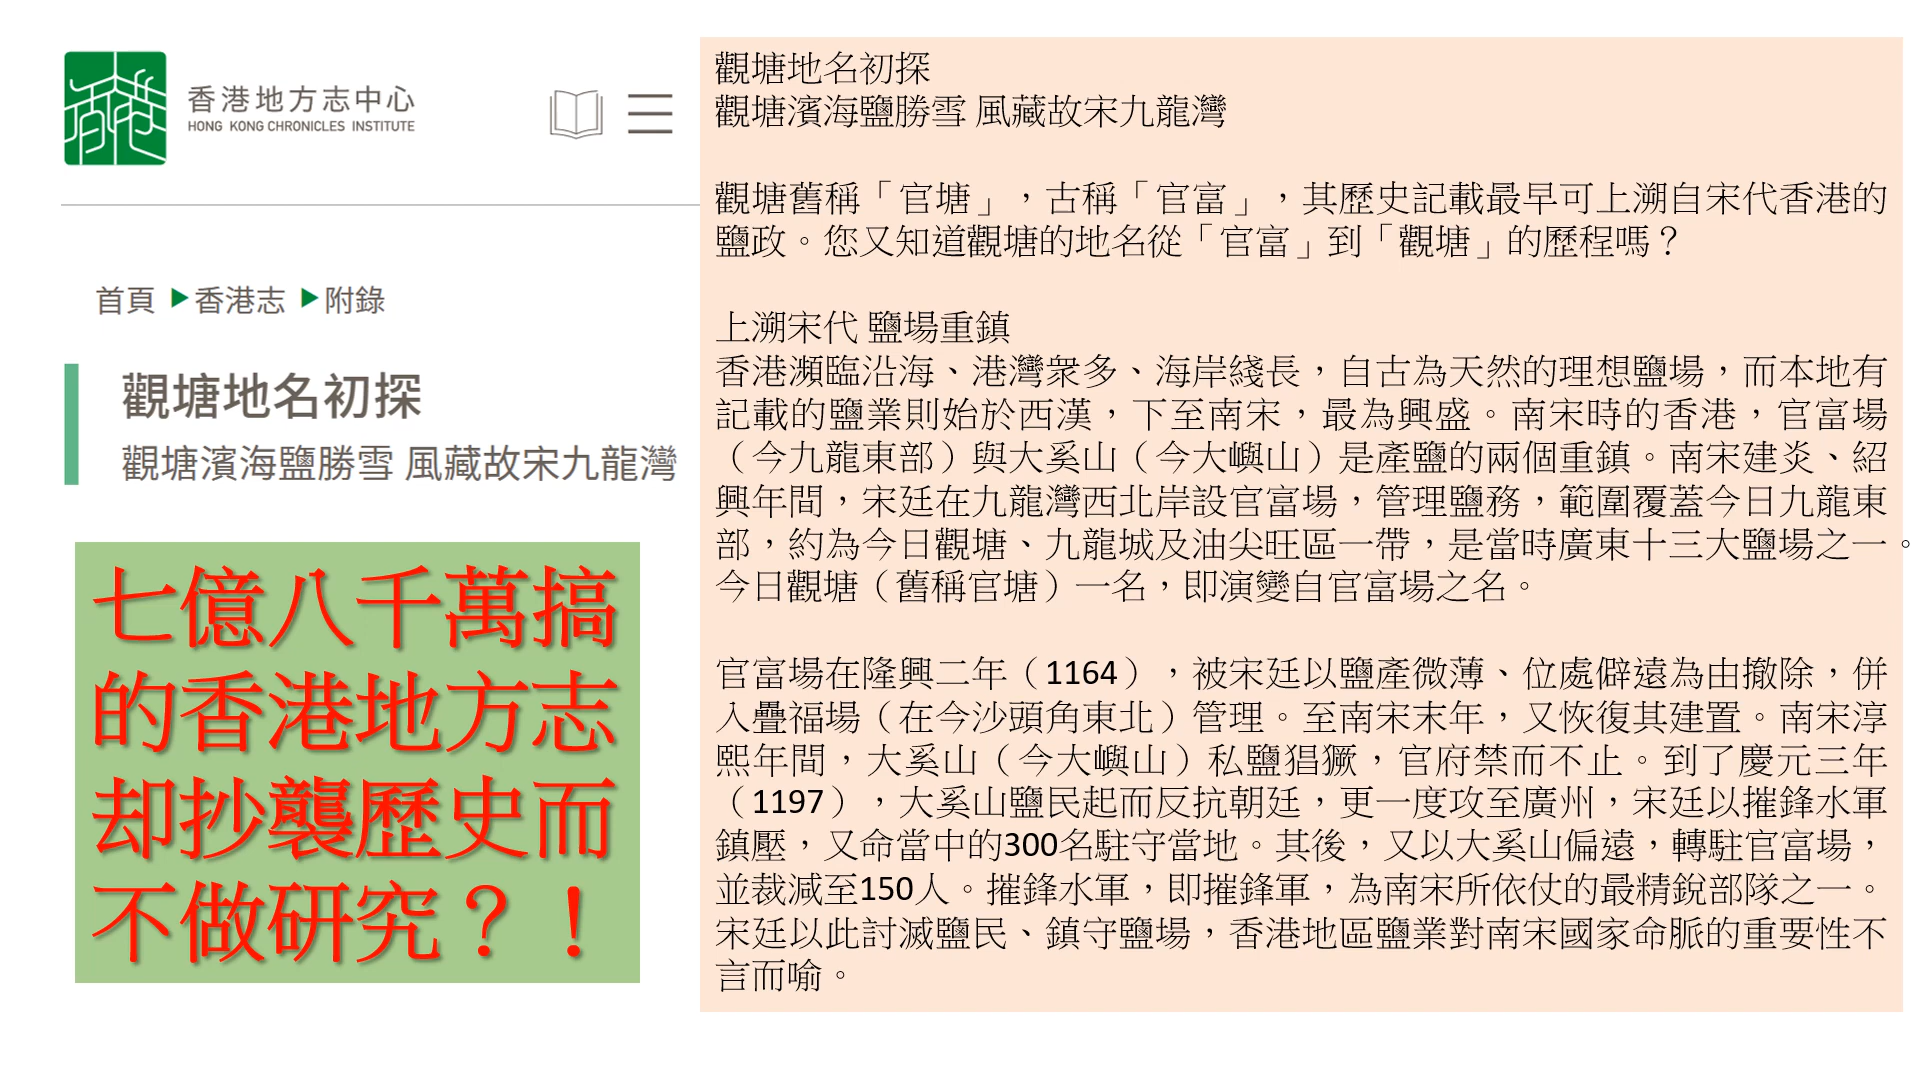 香港地方志中心
HONG KONG CHRONICLES INSTITUTE
首頁 ▶香港志 ▶附錄
觀塘地名初探
觀塘濱海鹽勝雪 風藏故宋九龍灣
七億八千萬搞
的香港地方志
却抄襲歷史而
不做研究？！
觀塘地名初探
觀塘濱海鹽勝雪 風藏故宋九龍灣
觀塘舊稱「官塘」，古稱「官富」，其歷史記載最早可上溯自宋代香港的
鹽政。您又知道觀塘的地名從「官富」到「觀塘」的歷程嗎？
上溯宋代 鹽場重鎮
香港瀕臨沿海、港灣衆多、海岸綫長，自古為天然的理想鹽場，而本地有
記載的鹽業則始於西漢，下至南宋，最為興盛。南宋時的香港，官富場
（今九龍東部）與大奚山（今大嶼山）是產鹽的兩個重鎮。南宋建炎、紹
興年間，宋廷在九龍灣西北岸設官富場，管理鹽務，範圍覆蓋今日九龍東
部，約為今日觀塘、九龍城及油尖旺區一帶，是當時廣東十三大鹽場之一。
今日觀塘（舊稱官塘）一名，即演變自官富場之名。
官富場在隆興二年（1164），被宋廷以鹽產微薄、位處僻遠為由撤除，併
入疊福場（在今沙頭角東北）管理。至南宋末年，又恢復其建置。南宋淳
熙年間，大奚山（今大嶼山）私鹽猖獗，官府禁而不止。到了慶元三年
（1197），大奚山鹽民起而反抗朝廷，更一度攻至廣州，宋廷以摧鋒水軍
鎮壓，又命當中的300名駐守當地。其後，又以大奚山偏遠，轉駐官富場，
並裁減至150人。摧鋒水軍，即摧鋒軍，為南宋所依仗的最精銳部隊之一。
宋廷以此討滅鹽民、鎮守鹽場，香港地區鹽業對南宋國家命脈的重要性不
言而喻。